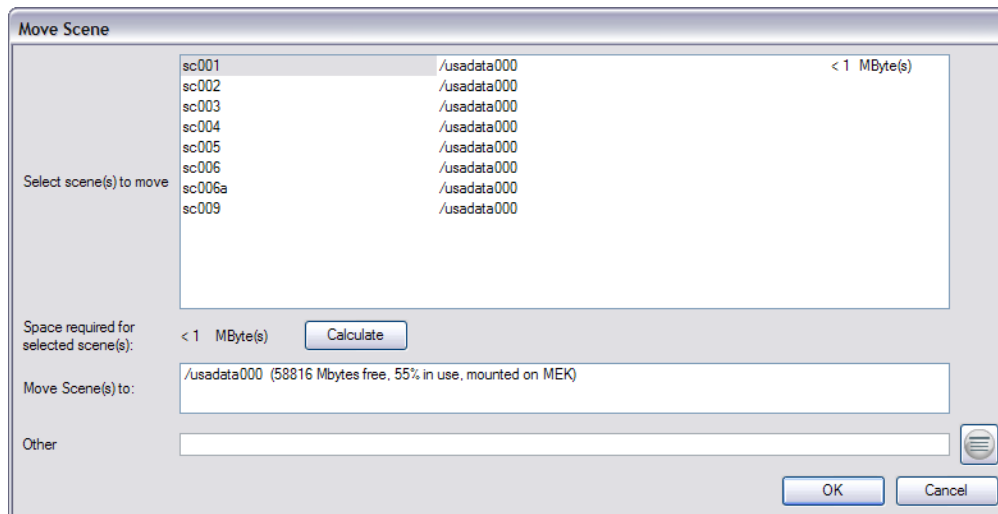 Move Scene
sc001 /usadata000 < 1 MByte(s)
sc002 /usadata000
sc003 /usadata000
sc004 /usadata000
sc005 /usadata000
sc006 /usadata000
Select scene(s) to move
sc006a /usadata000
sc009 /usadata000
Space required for
selected scene(s):
< 1 MByte(s)
Calculate
Move Scene(s) to:
/usadata000 (58816 Mbytes free, 55% in use, mounted on MEK)
Other
OK
Cancel